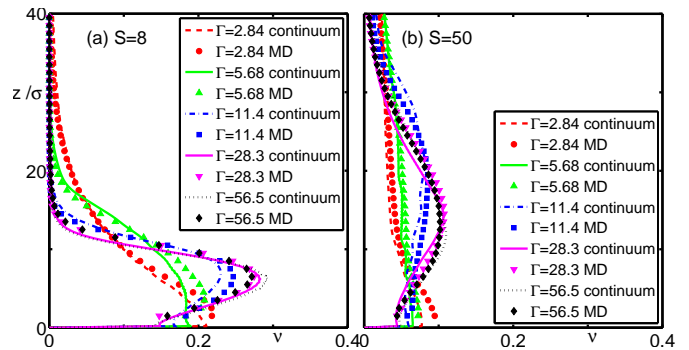 40
(a) S=8
z /σ
20
0
0
0.2
ν
0.4
Γ=2.84 continuum
Γ=2.84 MD
Γ=5.68 continuum
Γ=5.68 MD
Γ=11.4 continuum
Γ=11.4 MD
Γ=28.3 continuum
Γ=28.3 MD
Γ=56.5 continuum
Γ=56.5 MD
(b) S=50
Γ=2.84 continuum
Γ=2.84 MD
Γ=5.68 continuum
Γ=5.68 MD
Γ=11.4 continuum
Γ=11.4 MD
Γ=28.3 continuum
Γ=28.3 MD
Γ=56.5 continuum
Γ=56.5 MD
0
0.2
ν
0.4